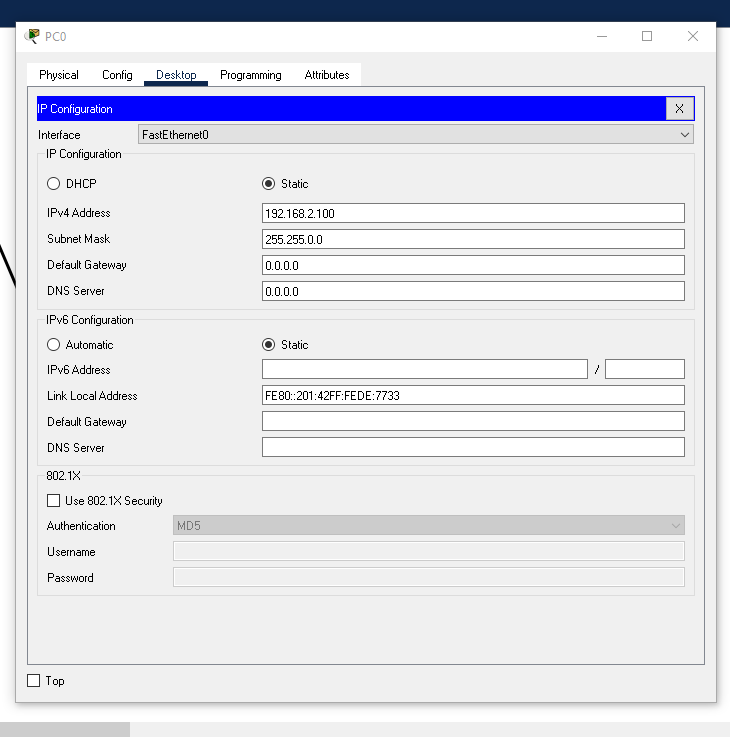 PC0
Physical Config Desktop Programming Attributes
IP Configuration X
Interface FastEthernet0
IP Configuration
DHCP Static
IPv4 Address 192.168.2.100
Subnet Mask 255.255.0.0
Default Gateway 0.0.0.0
DNS Server 0.0.0.0
IPv6 Configuration
Automatic Static
IPv6 Address /
Link Local Address FE80::201:42FF:FEDE:7733
Default Gateway
DNS Server
802.1X
Use 802.1X Security
Authentication MD5
Username
Password
Top